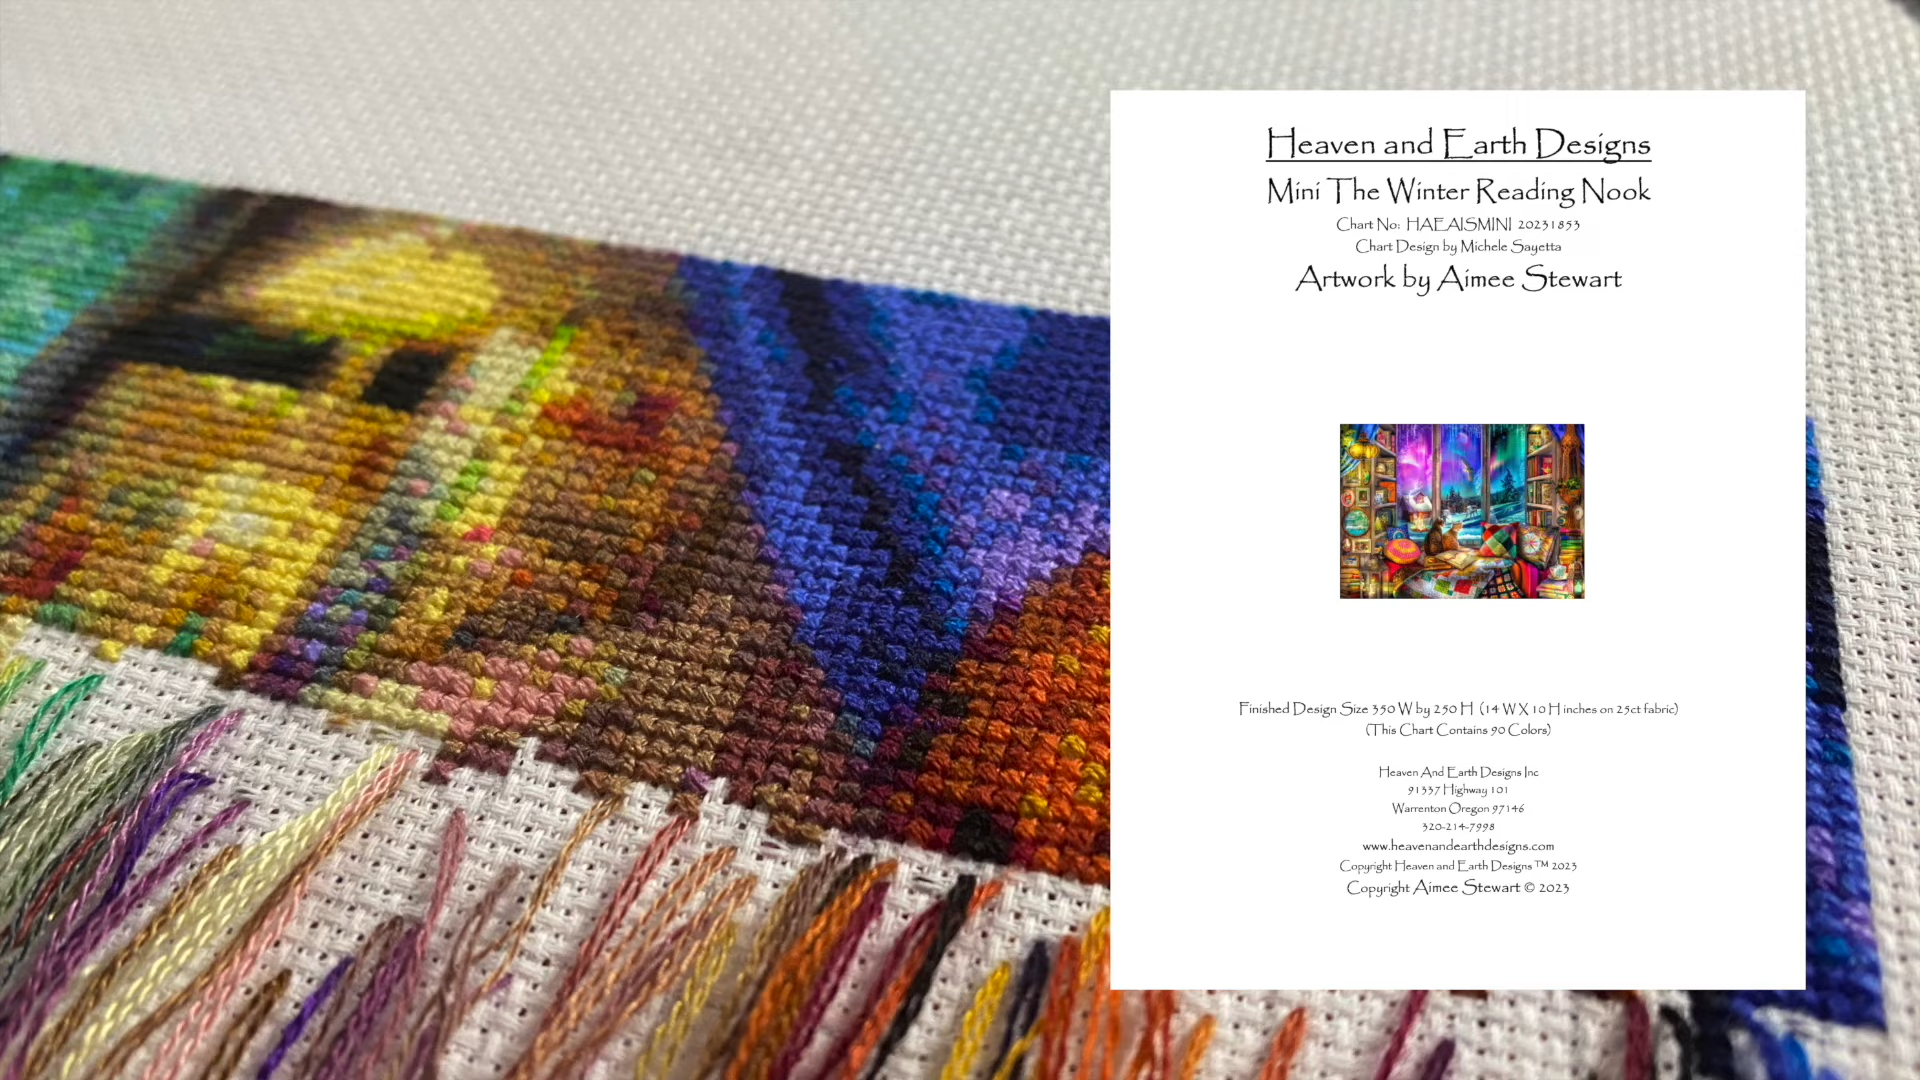 Heaven and Earth Designs
Mini The Winter Reading Nook
Chart No: HAEAISMINI 20231853
Chart Design by Michele Sayetta
Artwork by Aimee Stewart
Finished Design Size 350 W by 250 H (14 W X 10 H inches on 25ct fabric)
(This Chart Contains 90 Colors)
Heaven And Earth Designs Inc
91337 Highway 101
Warrenton Oregon 97146
320-214-7998
www.heavenandearthdesigns.com
Copyright Heaven and Earth Designs ™ 2023
Copyright Aimee Stewart © 2023